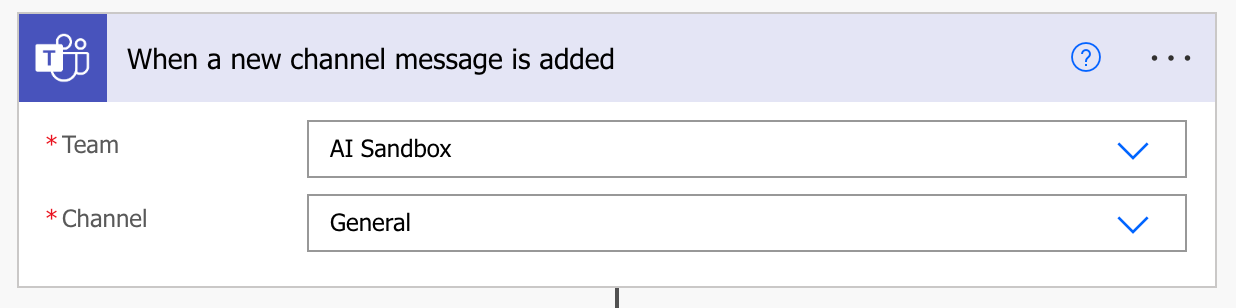 T
When a new channel message is added
?
* Team
AI Sandbox
* Channel
General